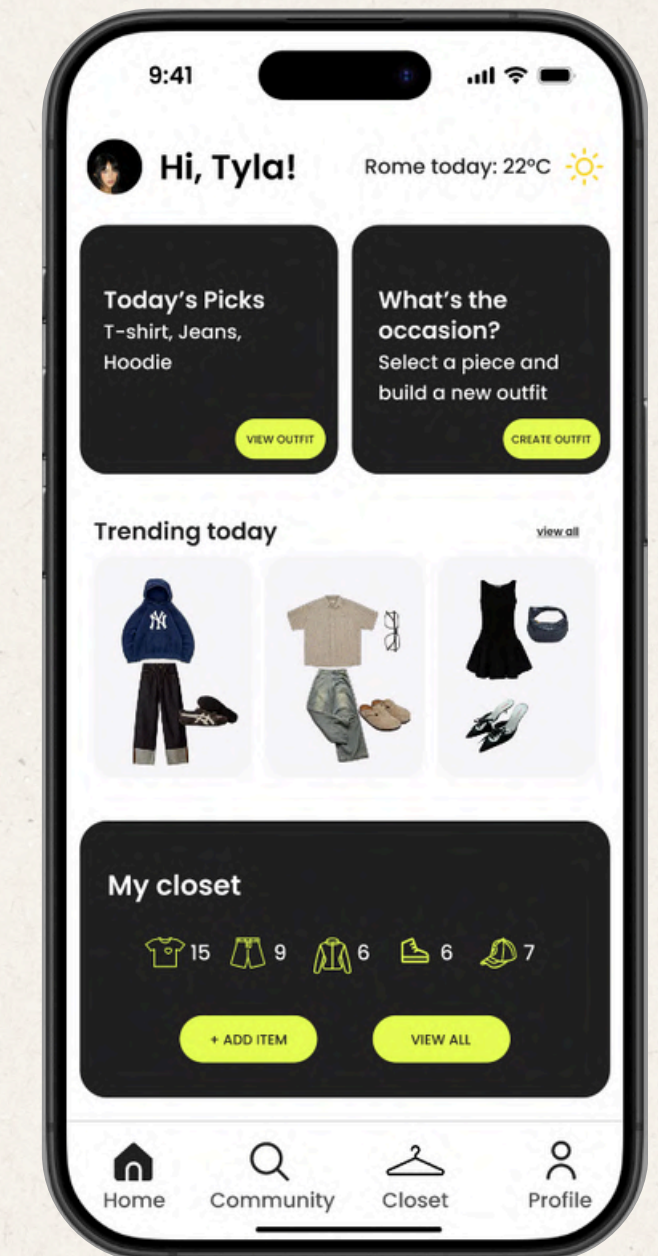 9:41
Hi, Tyla!
Rome today: 22°C
Today's Picks
T-shirt, Jeans,
Hoodie
VIEW OUTFIT
What's the
occasion?
Select a piece and
build a new outfit
CREATE OUTFIT
Trending today
view all
NY
My closet
15
9
6
6
7
+ ADD ITEM
VIEW ALL
Home
Community
Closet
Profile